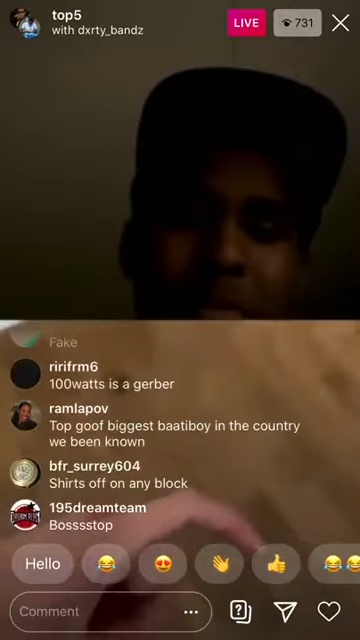 top5
with dxrty_bandz
LIVE
731
Fake
ririfrm6
100watts is a gerber
ramlapov
Top goof biggest baatiboy in the country
we been known
bfr_surrey604
Shirts off on any block
195dreamteam
Bosssstop
Hello
Comment